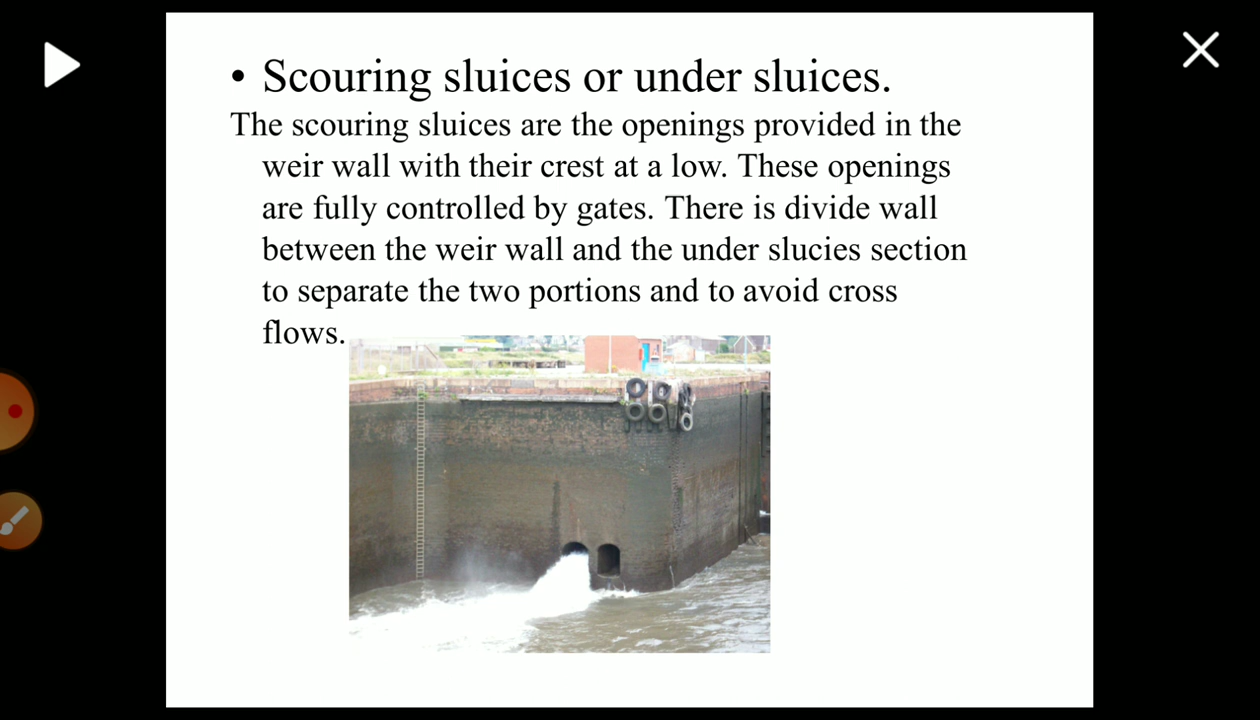 • Scouring sluices or under sluices.
The scouring sluices are the openings provided in the
weir wall with their crest at a low. These openings
are fully controlled by gates. There is divide wall
between the weir wall and the under slucies section
to separate the two portions and to avoid cross
flows.